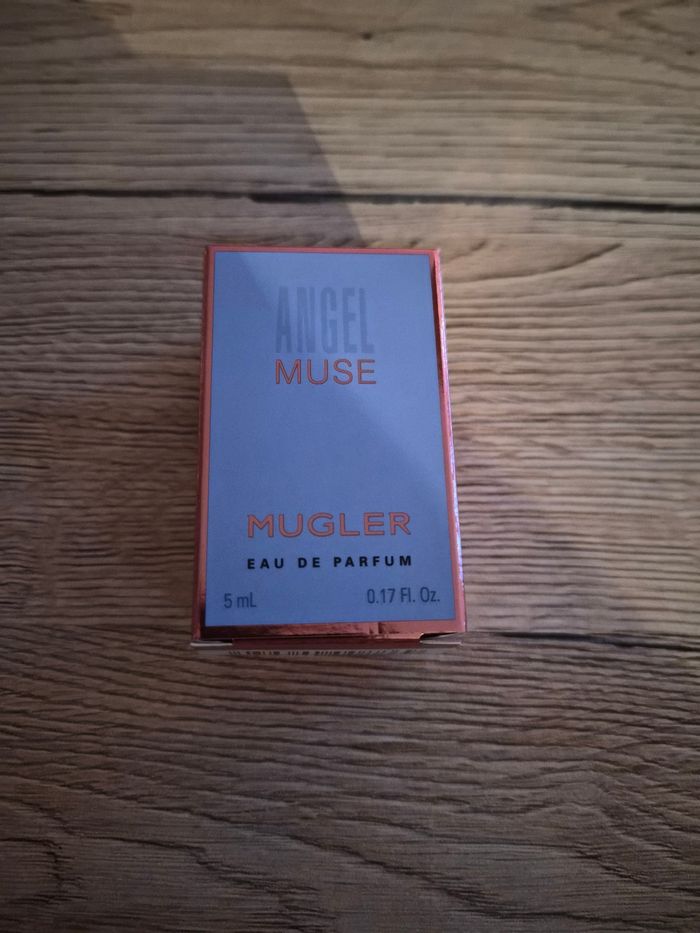 ANGEL
MUSE
MUGLER
EAU DE PARFUM
5 mL 0.17 Fl. Oz.